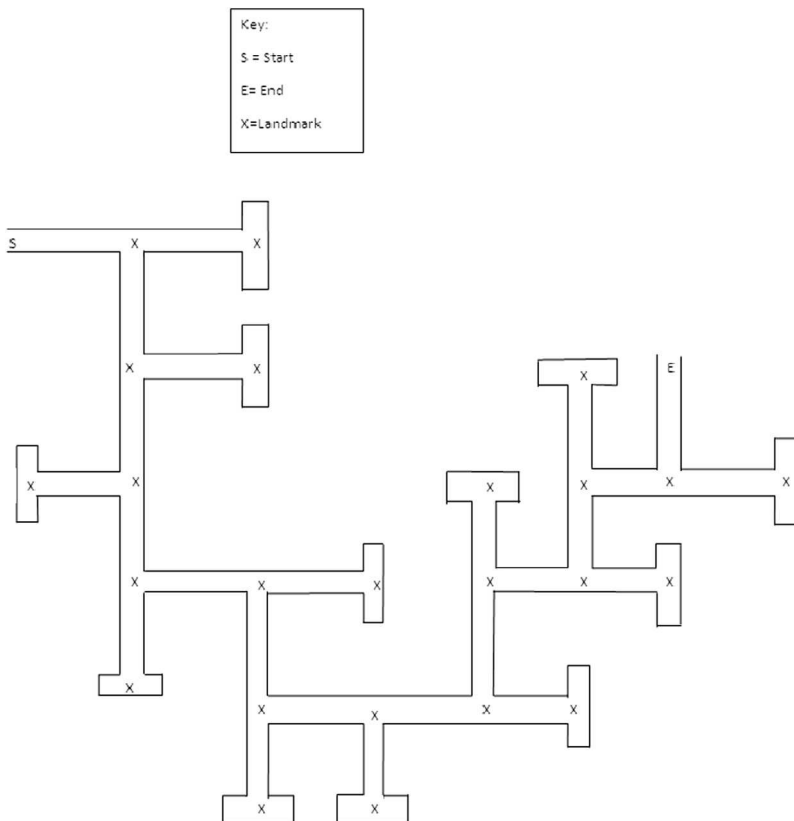 Key:
S = Start
E= End
X=Landmark
S X X
X X
E
X
X X X X X X
X X X X X X
X
X X X X
X X